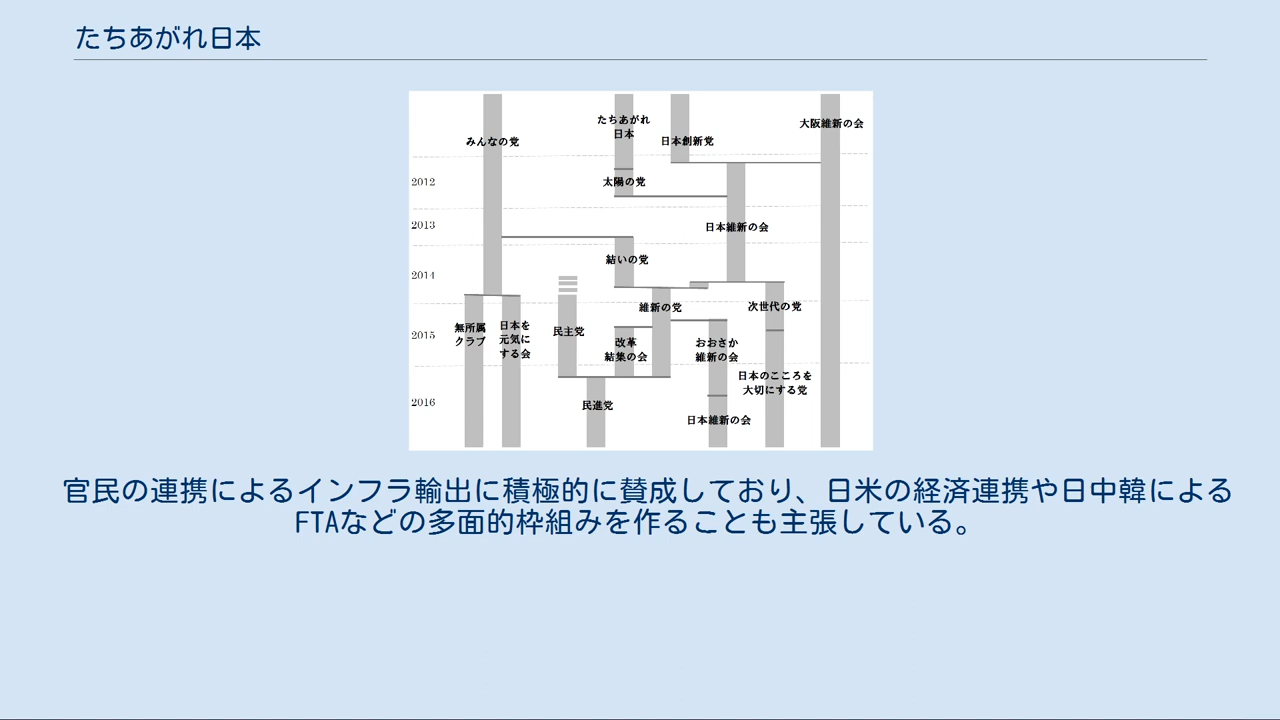 たちあがれ日本
みんなの党
たちあがれ
日本
日本創新党
大阪維新の会
2012
太陽の党
2013
日本維新の会
2014
結いの党
維新の党
次世代の党
2015
無所属
クラブ
日本を
元気に
する会
民主党
改革
結集の会
おおさか
維新の会
日本のこころを
大切にする党
2016
民進党
日本維新の会
官民の連携によるインフラ輸出に積極的に賛成しており、日米の経済連携や日中韓による
FTAなどの多面的枠組みを作ることも主張している。